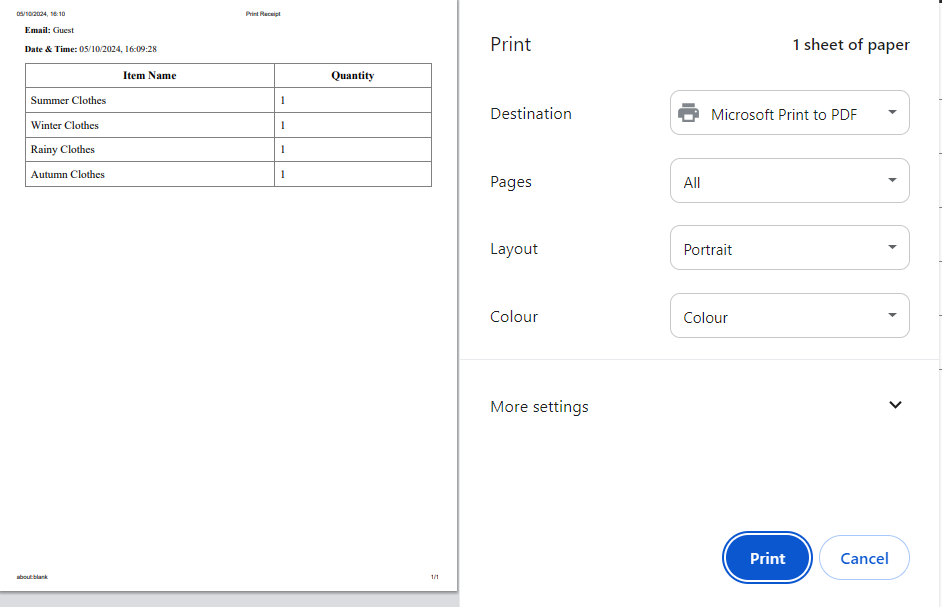 05/10/2024, 16:10 Print Receipt
Email: Guest
Date & Time: 05/10/2024, 16:09:28
Item Name Quantity
Summer Clothes 1
Winter Clothes 1
Rainy Clothes 1
Autumn Clothes 1
about:blank 1/1
Print 1 sheet of paper
Destination Microsoft Print to PDF
Pages All
Layout Portrait
Colour Colour
More settings
Print Cancel